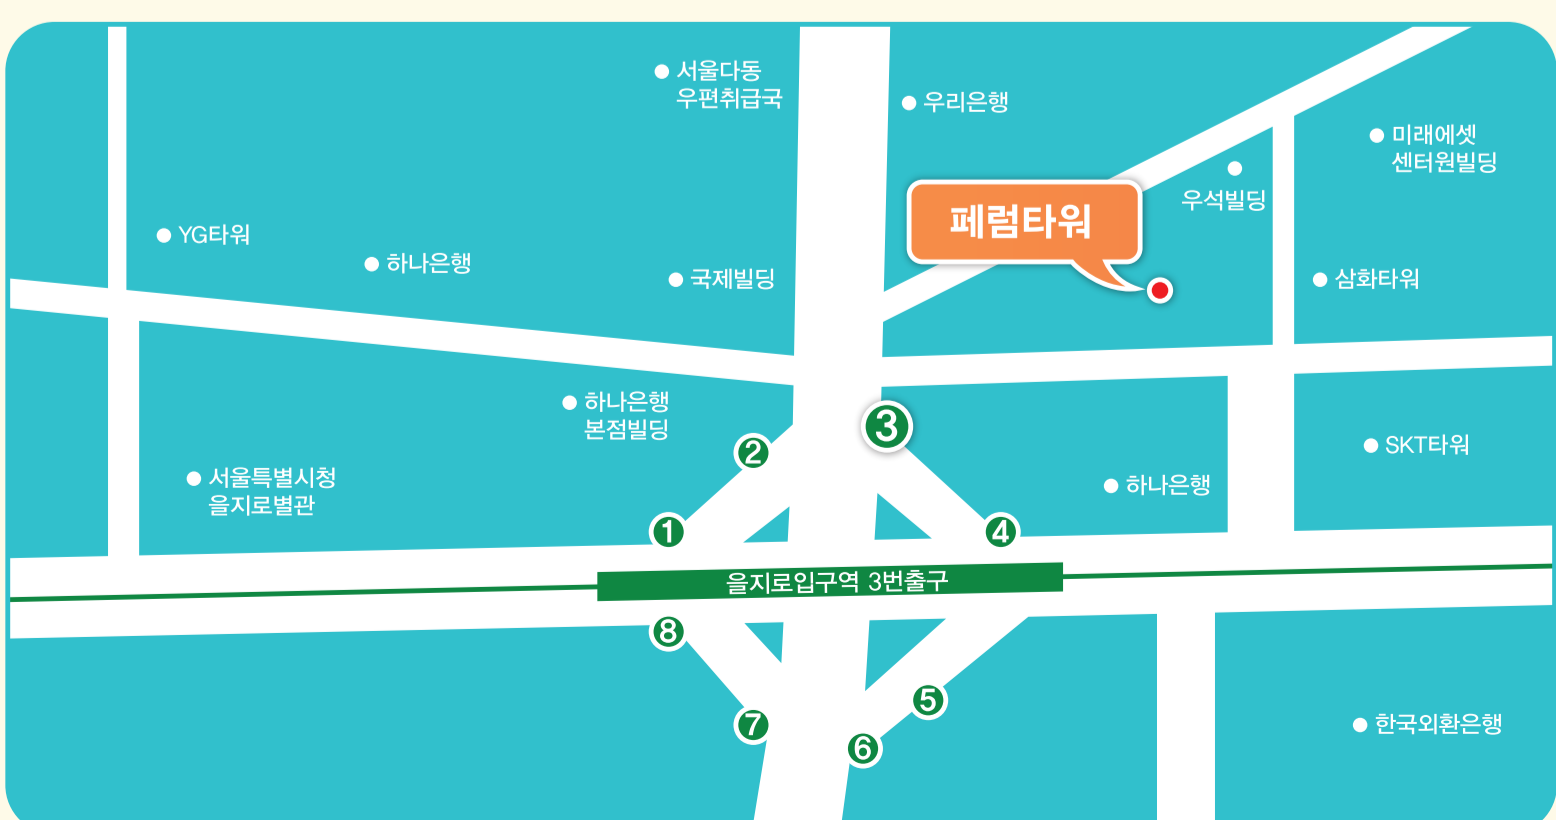 서울다동
우편취급국
우리은행
미래에셋
센터원빌딩
우석빌딩
페럼타워
YG타워
하나은행
국제빌딩
삼화타워
하나은행
본점빌딩
3
2
SKT타워
서울특별시청
을지로별관
하나은행
1
4
을지로입구역 3번출구
8
5
7
6
한국외환은행